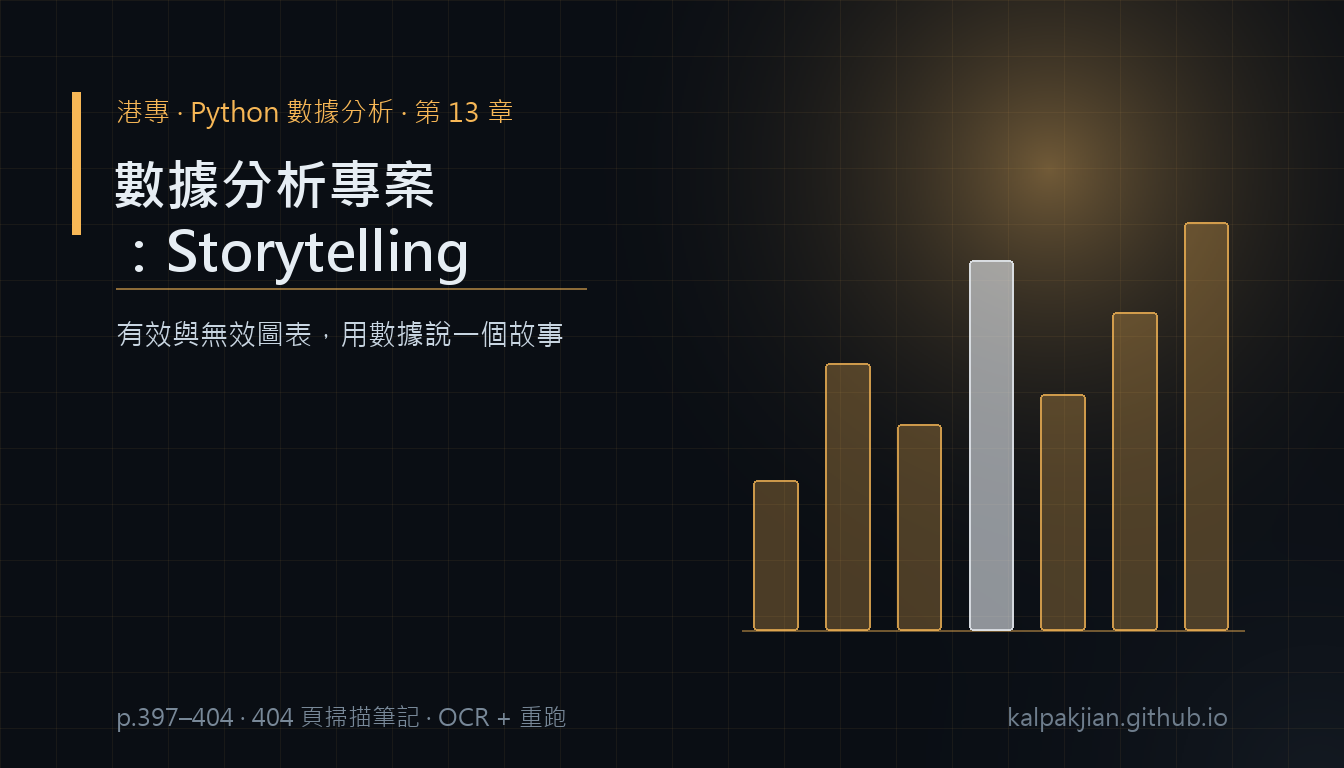 港專 · Python 數據分析 · 第 13 章
數據分析專案
：Storytelling
有效與無效圖表，用數據說一個故事
p.397–404 · 404 頁掃描筆記 · OCR + 重跑
kalpakjian.github.io